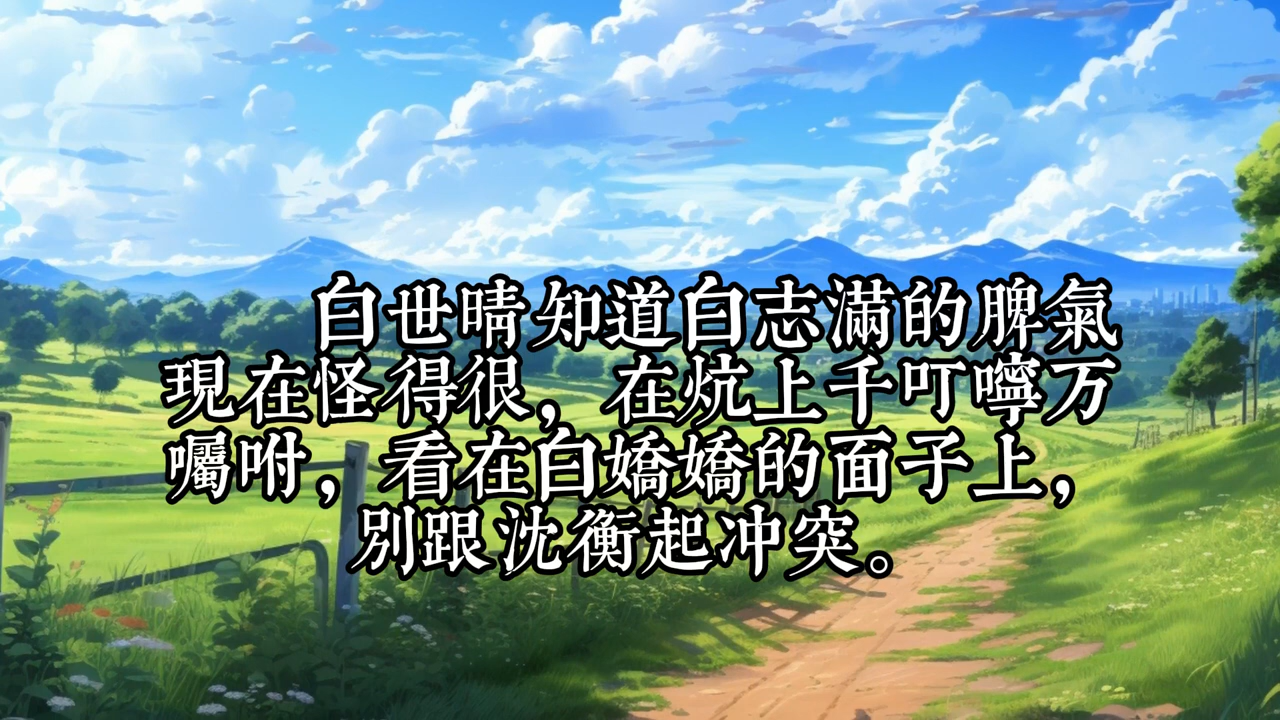 白世晴知道白志滿的脾氣
現在怪得很，在炕上千叮嚀万
囑咐，看在白嬌嬌的面子上，
別跟沈衡起冲突。